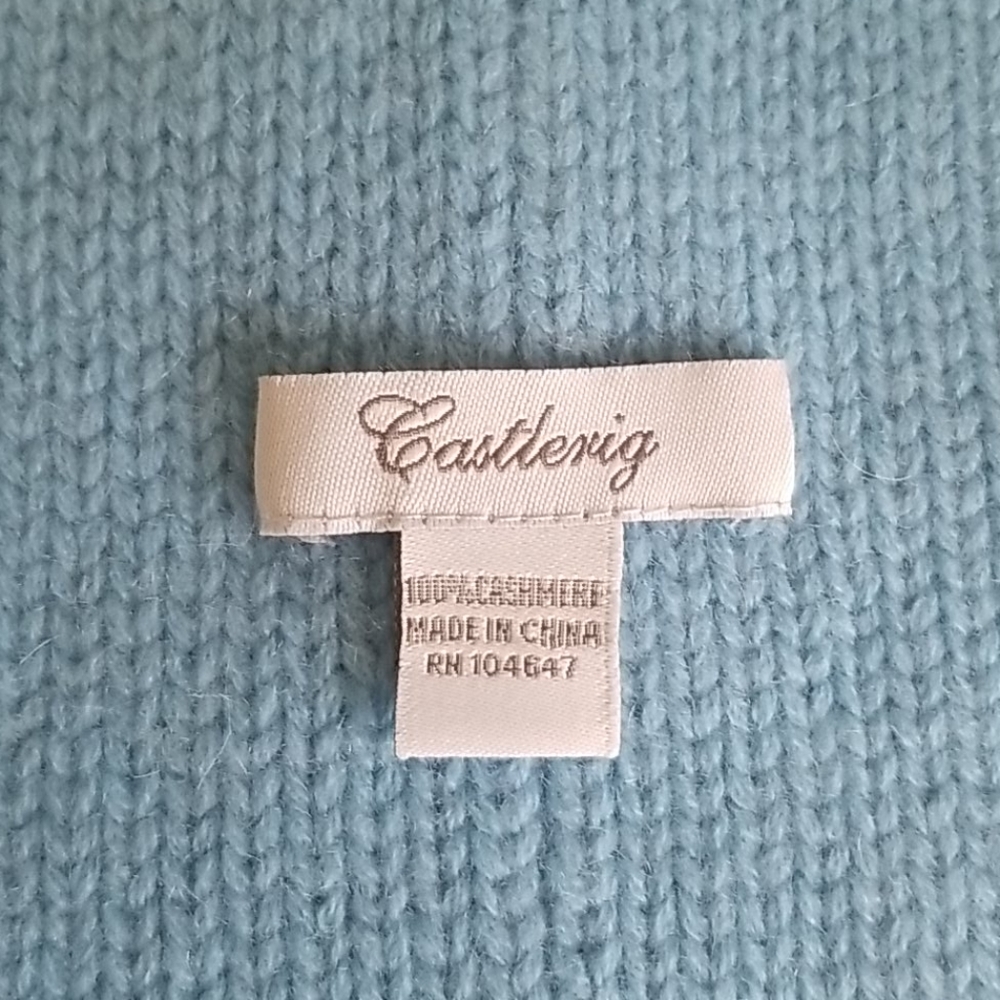 Castlerig
100% CASHMERE
MADE IN CHINA
RN 104647